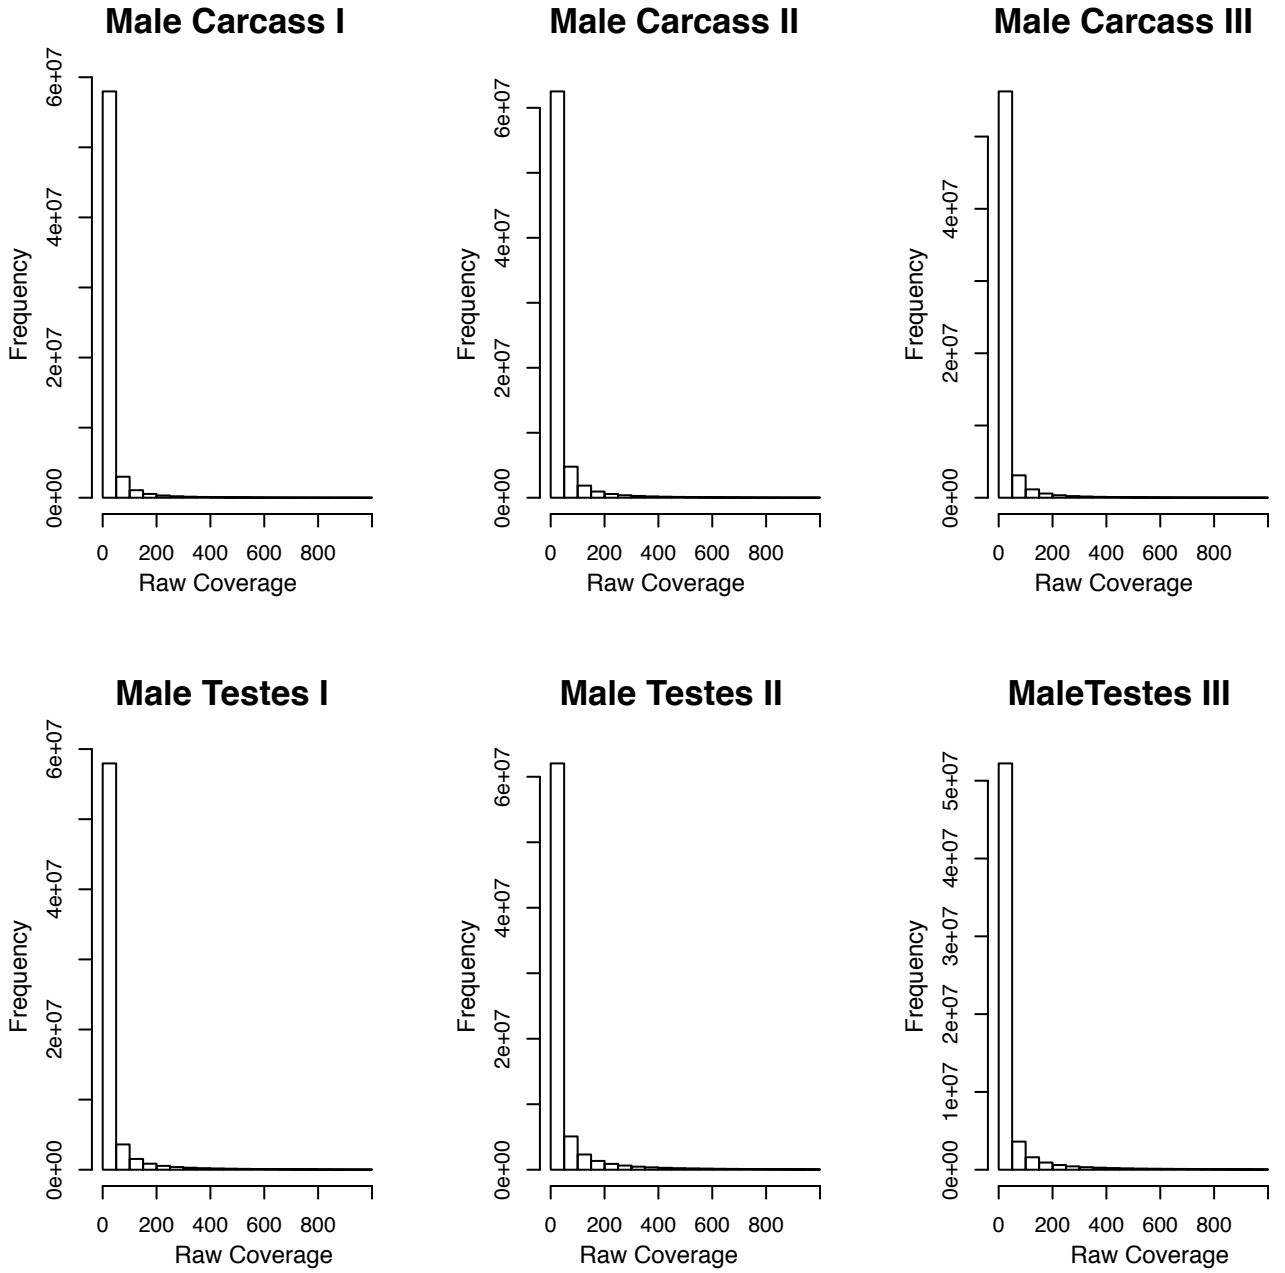 Male Carcass I
Frequency
0e+00 2e+07 4e+07 6e+07
0 200 400 600 800
Raw Coverage
Male Carcass II
Frequency
0e+00 2e+07 4e+07 6e+07
0 200 400 600 800
Raw Coverage
Male Carcass III
Frequency
0e+00 2e+07 4e+07
0 200 400 600 800
Raw Coverage
Male Testes I
Frequency
0e+00 2e+07 4e+07 6e+07
0 200 400 600 800
Raw Coverage
Male Testes II
Frequency
0e+00 2e+07 4e+07 6e+07
0 200 400 600 800
Raw Coverage
MaleTestes III
Frequency
0e+00 1e+07 2e+07 3e+07 4e+07 5e+07
0 200 400 600 800
Raw Coverage